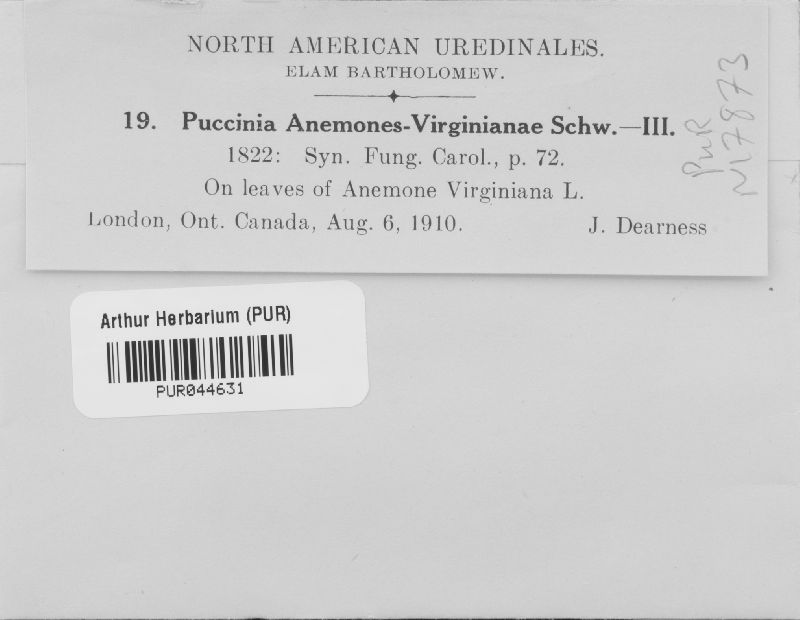 NORTH AMERICAN UREDINALES.
ELAM BARTHOLOMEW.
19. Puccinia Anemones-Virginianae Schw.—III.
1822: Syn. Fung. Carol., p. 72.
On leaves of Anemone Virginiana L.
London, Ont. Canada, Aug. 6, 1910. J. Dearness
PUR
N17873
Arthur Herbarium (PUR)
PUR044631